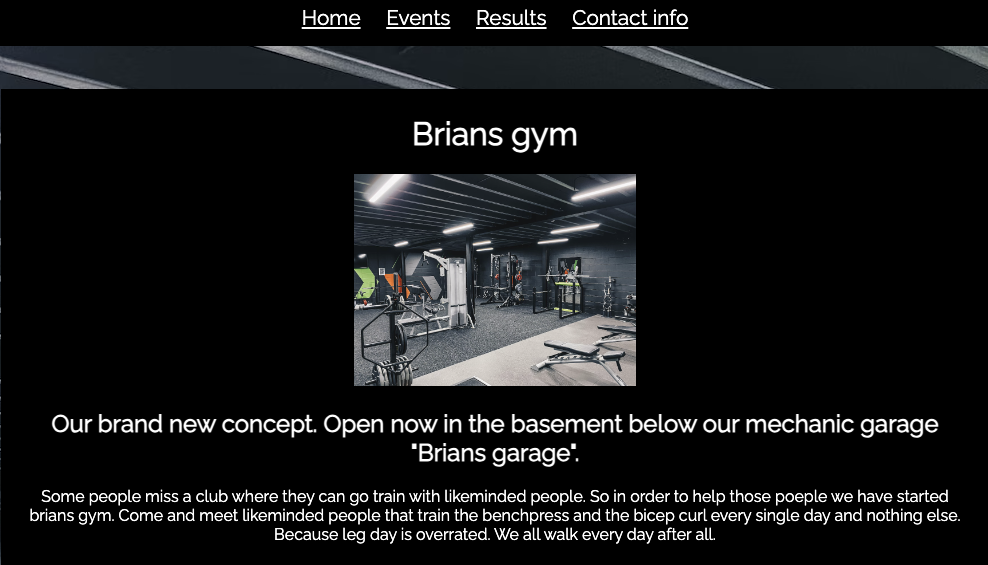 Home Events Results Contact info
Brians gym
Our brand new concept. Open now in the basement below our mechanic garage
"Brians garage".
Some people miss a club where they can go train with likeminded people. So in order to help those poeple we have started
brians gym. Come and meet likeminded people that train the benchpress and the bicep curl every single day and nothing else.
Because leg day is overrated. We all walk every day after all.